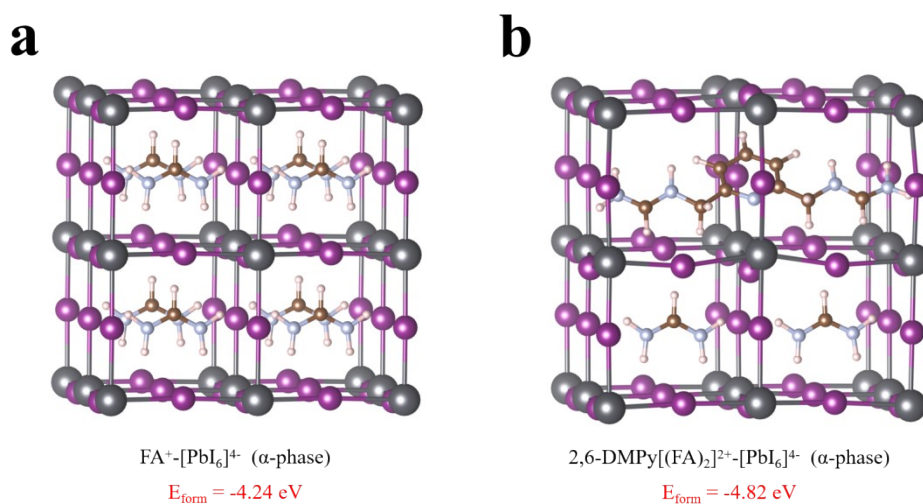 a
b
FA⁺-[PbI₆]⁴⁻ (α-phase)
E_form = -4.24 eV
2,6-DMPy[(FA)₂]²⁺-[PbI₆]⁴⁻ (α-phase)
E_form = -4.82 eV